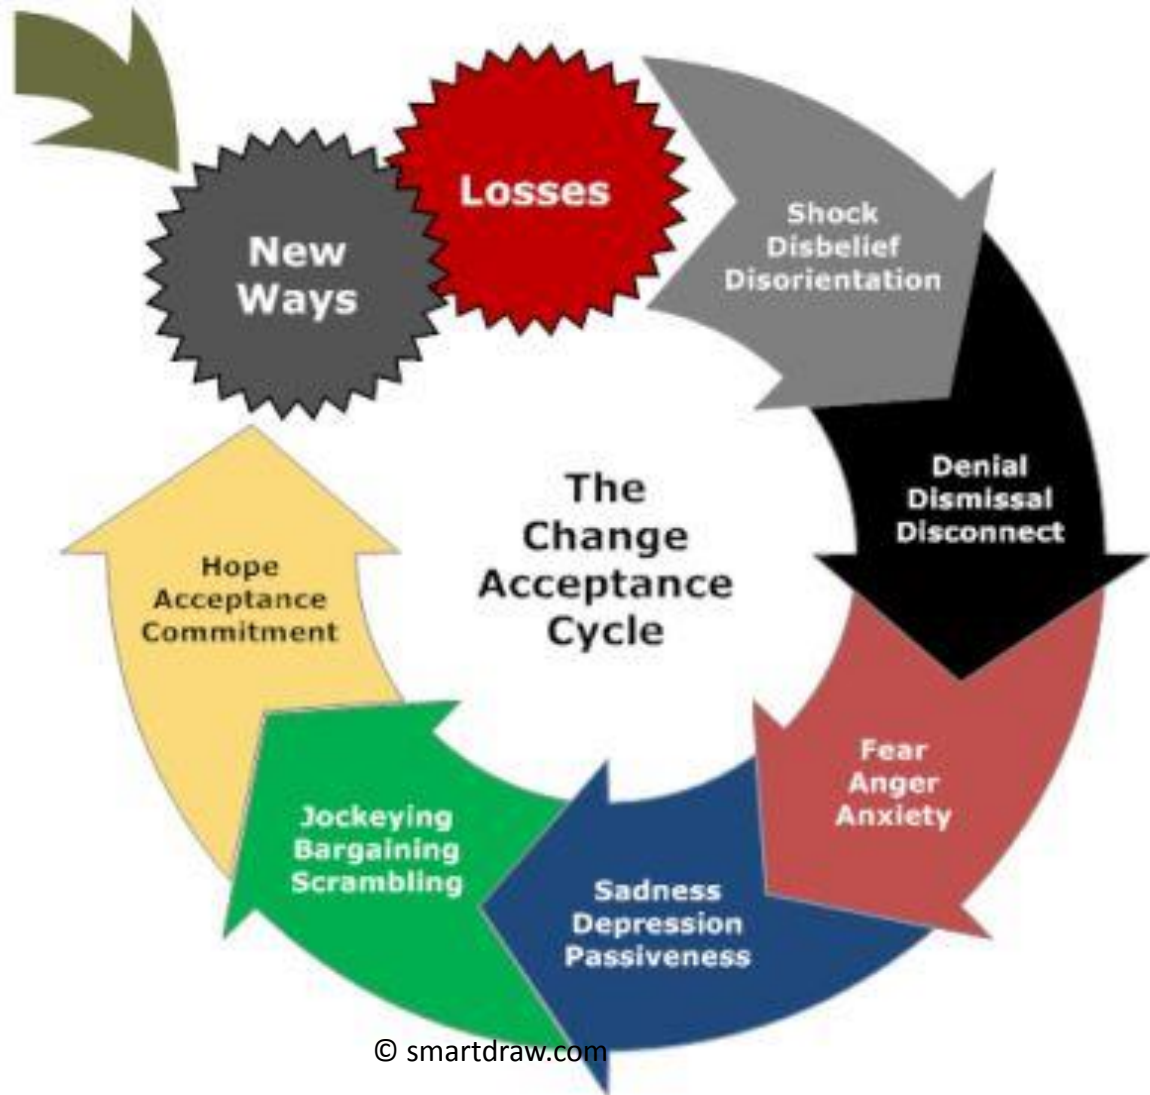 New
Ways
Losses
Shock
Disbelief
Disorientation
Denial
Dismissal
Disconnect
Fear
Anger
Anxiety
Sadness
Depression
Passiveness
Jockeying
Bargaining
Scrambling
Hope
Acceptance
Commitment
The
Change
Acceptance
Cycle
© smartdraw.com